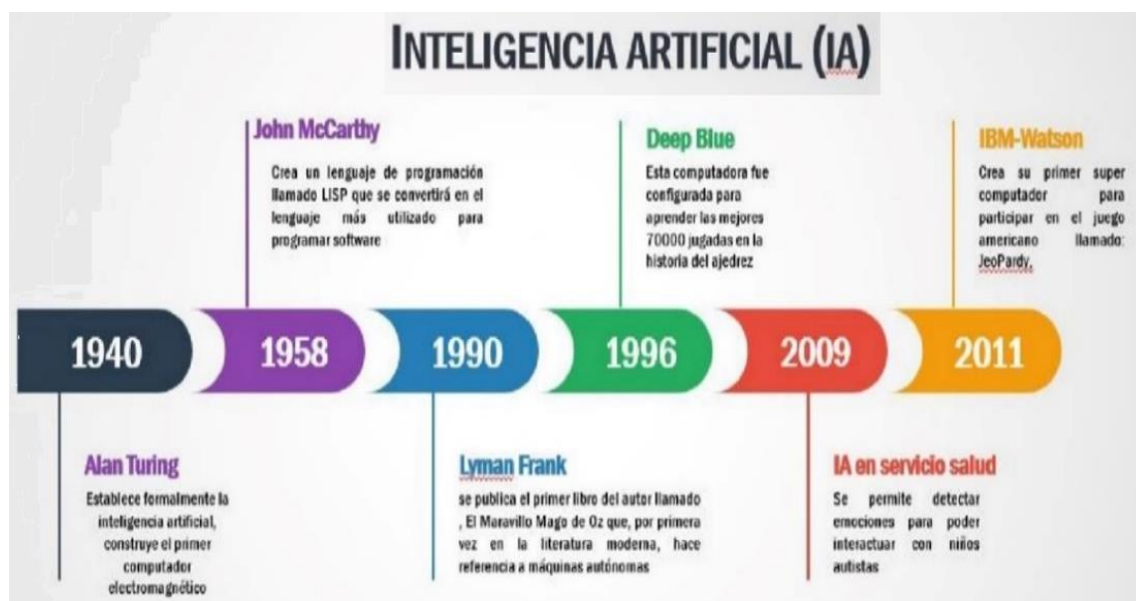 INTELIGENCIA ARTIFICIAL (IA)
John McCarthy
Crea un lenguaje de programación
llamado LISP que se convertirá en el
lenguaje más utilizado para
programar software
Deep Blue
Esta computadora fue
configurada para
aprender las mejores
70000 jugadas en la
historia del ajedrez
IBM-Watson
Crea su primer super
computador para
participar en el juego
americano llamado:
JeoPardy,
1940
1958
1990
1996
2009
2011
Alan Turing
Establece formalmente la
inteligencia artificial,
construye el primer
computador
electromagnético
Lyman Frank
se publica el primer libro del autor llamado
, El Maravillo Mago de Oz que, por primera
vez en la literatura moderna, hace
referencia a máquinas autónomas
IA en servicio salud
Se permite detectar
emociones para poder
interactuar con niños
autistas